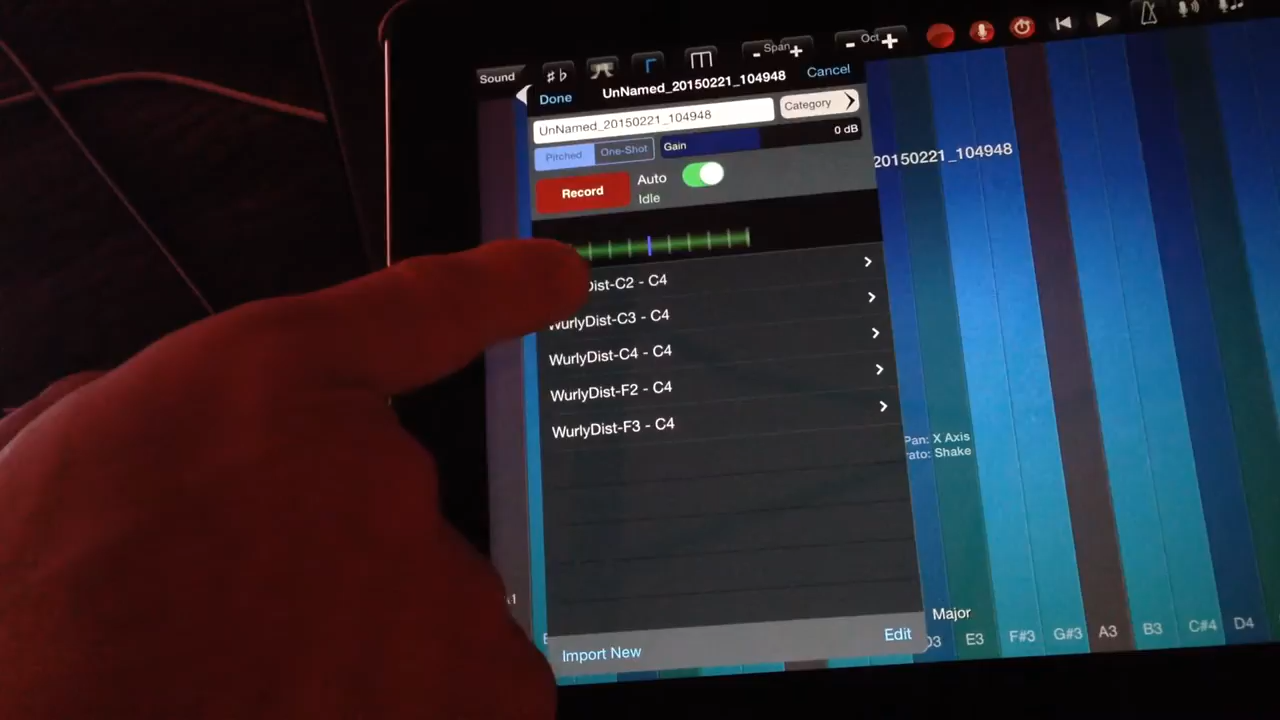 Sound
♯♭
- Span +
- Oct +
Done
UnNamed_20150221_104948
Cancel
UnNamed_20150221_104948
Category
Pitched
One-Shot
Gain
0 dB
Record
Auto
Idle
20150221_104948
Dist-C2 - C4
WurlyDist-C3 - C4
WurlyDist-C4 - C4
WurlyDist-F2 - C4
WurlyDist-F3 - C4
Pan: X Axis
rato: Shake
Import New
Edit
Major
D3 E3 F#3 G#3 A3 B3 C#4 D4